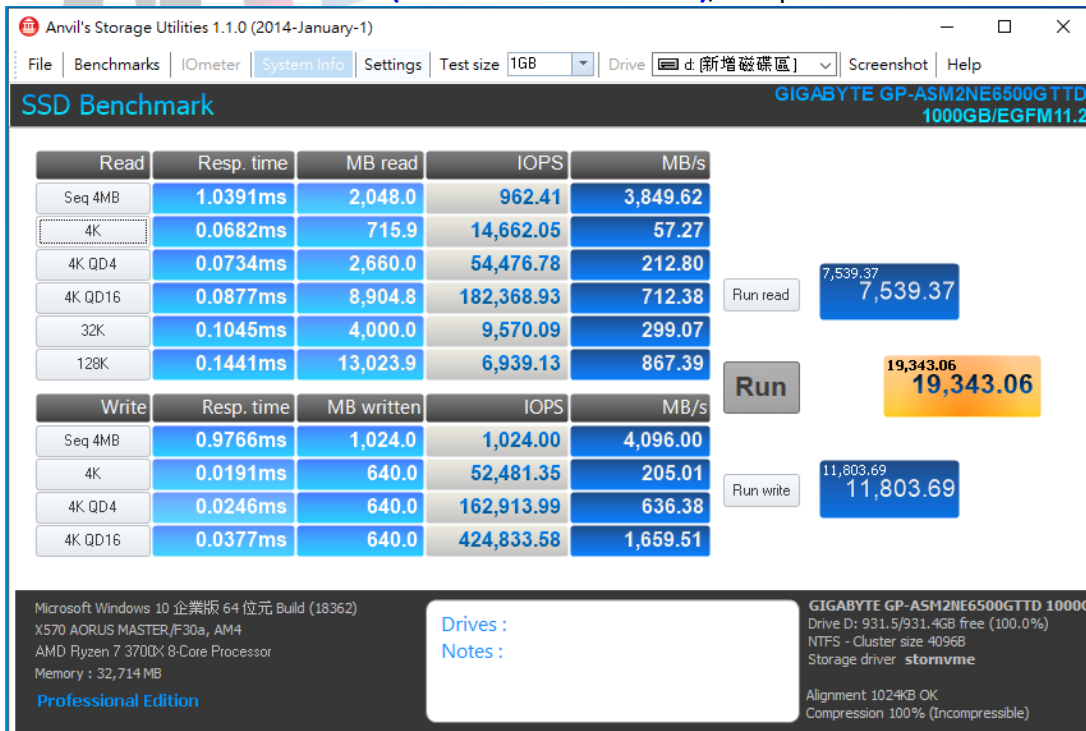 Anvil's Storage Utilities 1.1.0 (2014-January-1)
File Benchmarks IOmeter System Info Settings Test size 1GB Drive d: [新增磁碟區] Screenshot Help
SSD Benchmark
GIGABYTE GP-ASM2NE6500GTTD
1000GB/EGFM11.2
Read Resp. time MB read IOPS MB/s
Seq 4MB 1.0391ms 2,048.0 962.41 3,849.62
4K 0.0682ms 715.9 14,662.05 57.27
4K QD4 0.0734ms 2,660.0 54,476.78 212.80
4K QD16 0.0877ms 8,904.8 182,368.93 712.38
32K 0.1045ms 4,000.0 9,570.09 299.07
128K 0.1441ms 13,023.9 6,939.13 867.39
Run read
7,539.37
7,539.37
Run
19,343.06
19,343.06
Write Resp. time MB written IOPS MB/s
Seq 4MB 0.9766ms 1,024.0 1,024.00 4,096.00
4K 0.0191ms 640.0 52,481.35 205.01
4K QD4 0.0246ms 640.0 162,913.99 636.38
4K QD16 0.0377ms 640.0 424,833.58 1,659.51
Run write
11,803.69
11,803.69
Microsoft Windows 10 企業版 64 位元 Build (18362)
X570 AORUS MASTER/F30a, AM4
AMD Ryzen 7 3700X 8-Core Processor
Memory : 32,714 MB
Professional Edition
Drives :
Notes :
GIGABYTE GP-ASM2NE6500GTTD 1000
Drive D: 931.5/931.4GB free (100.0%)
NTFS - Cluster size 4096B
Storage driver stornvme
Alignment 1024KB OK
Compression 100% (Incompressible)